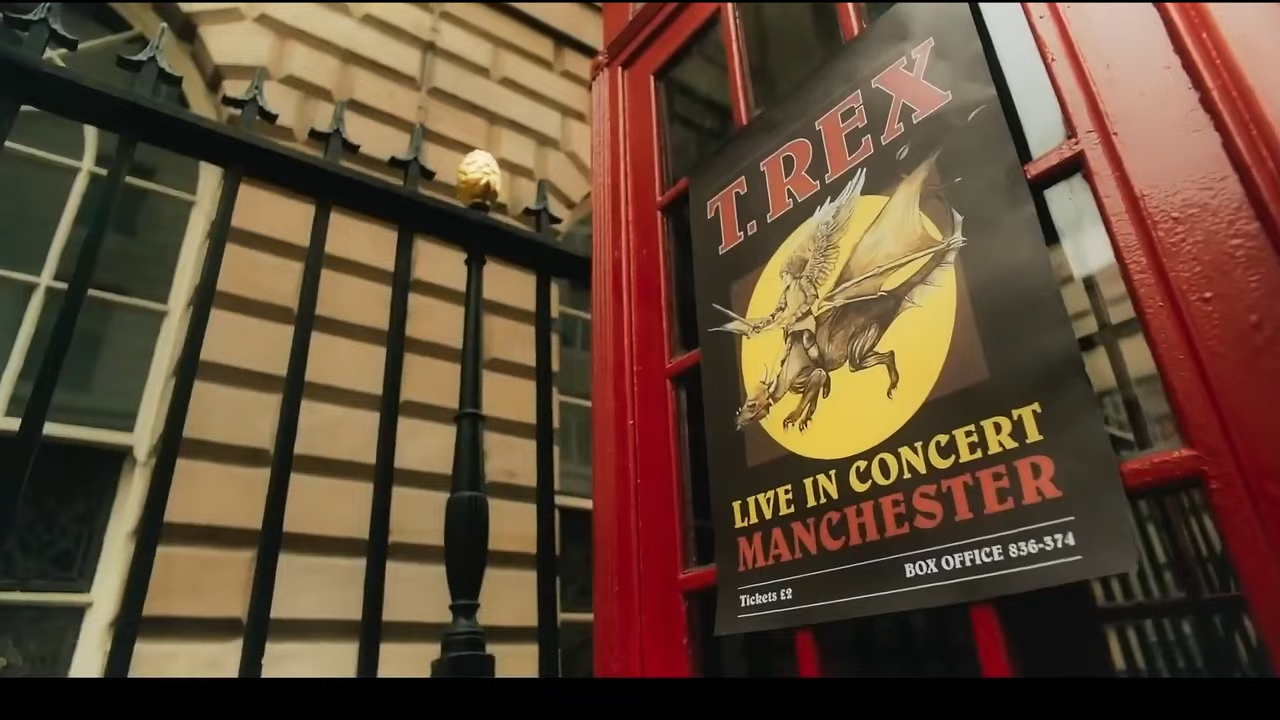 T. REX
LIVE IN CONCERT
MANCHESTER
BOX OFFICE 836-374
Tickets £2